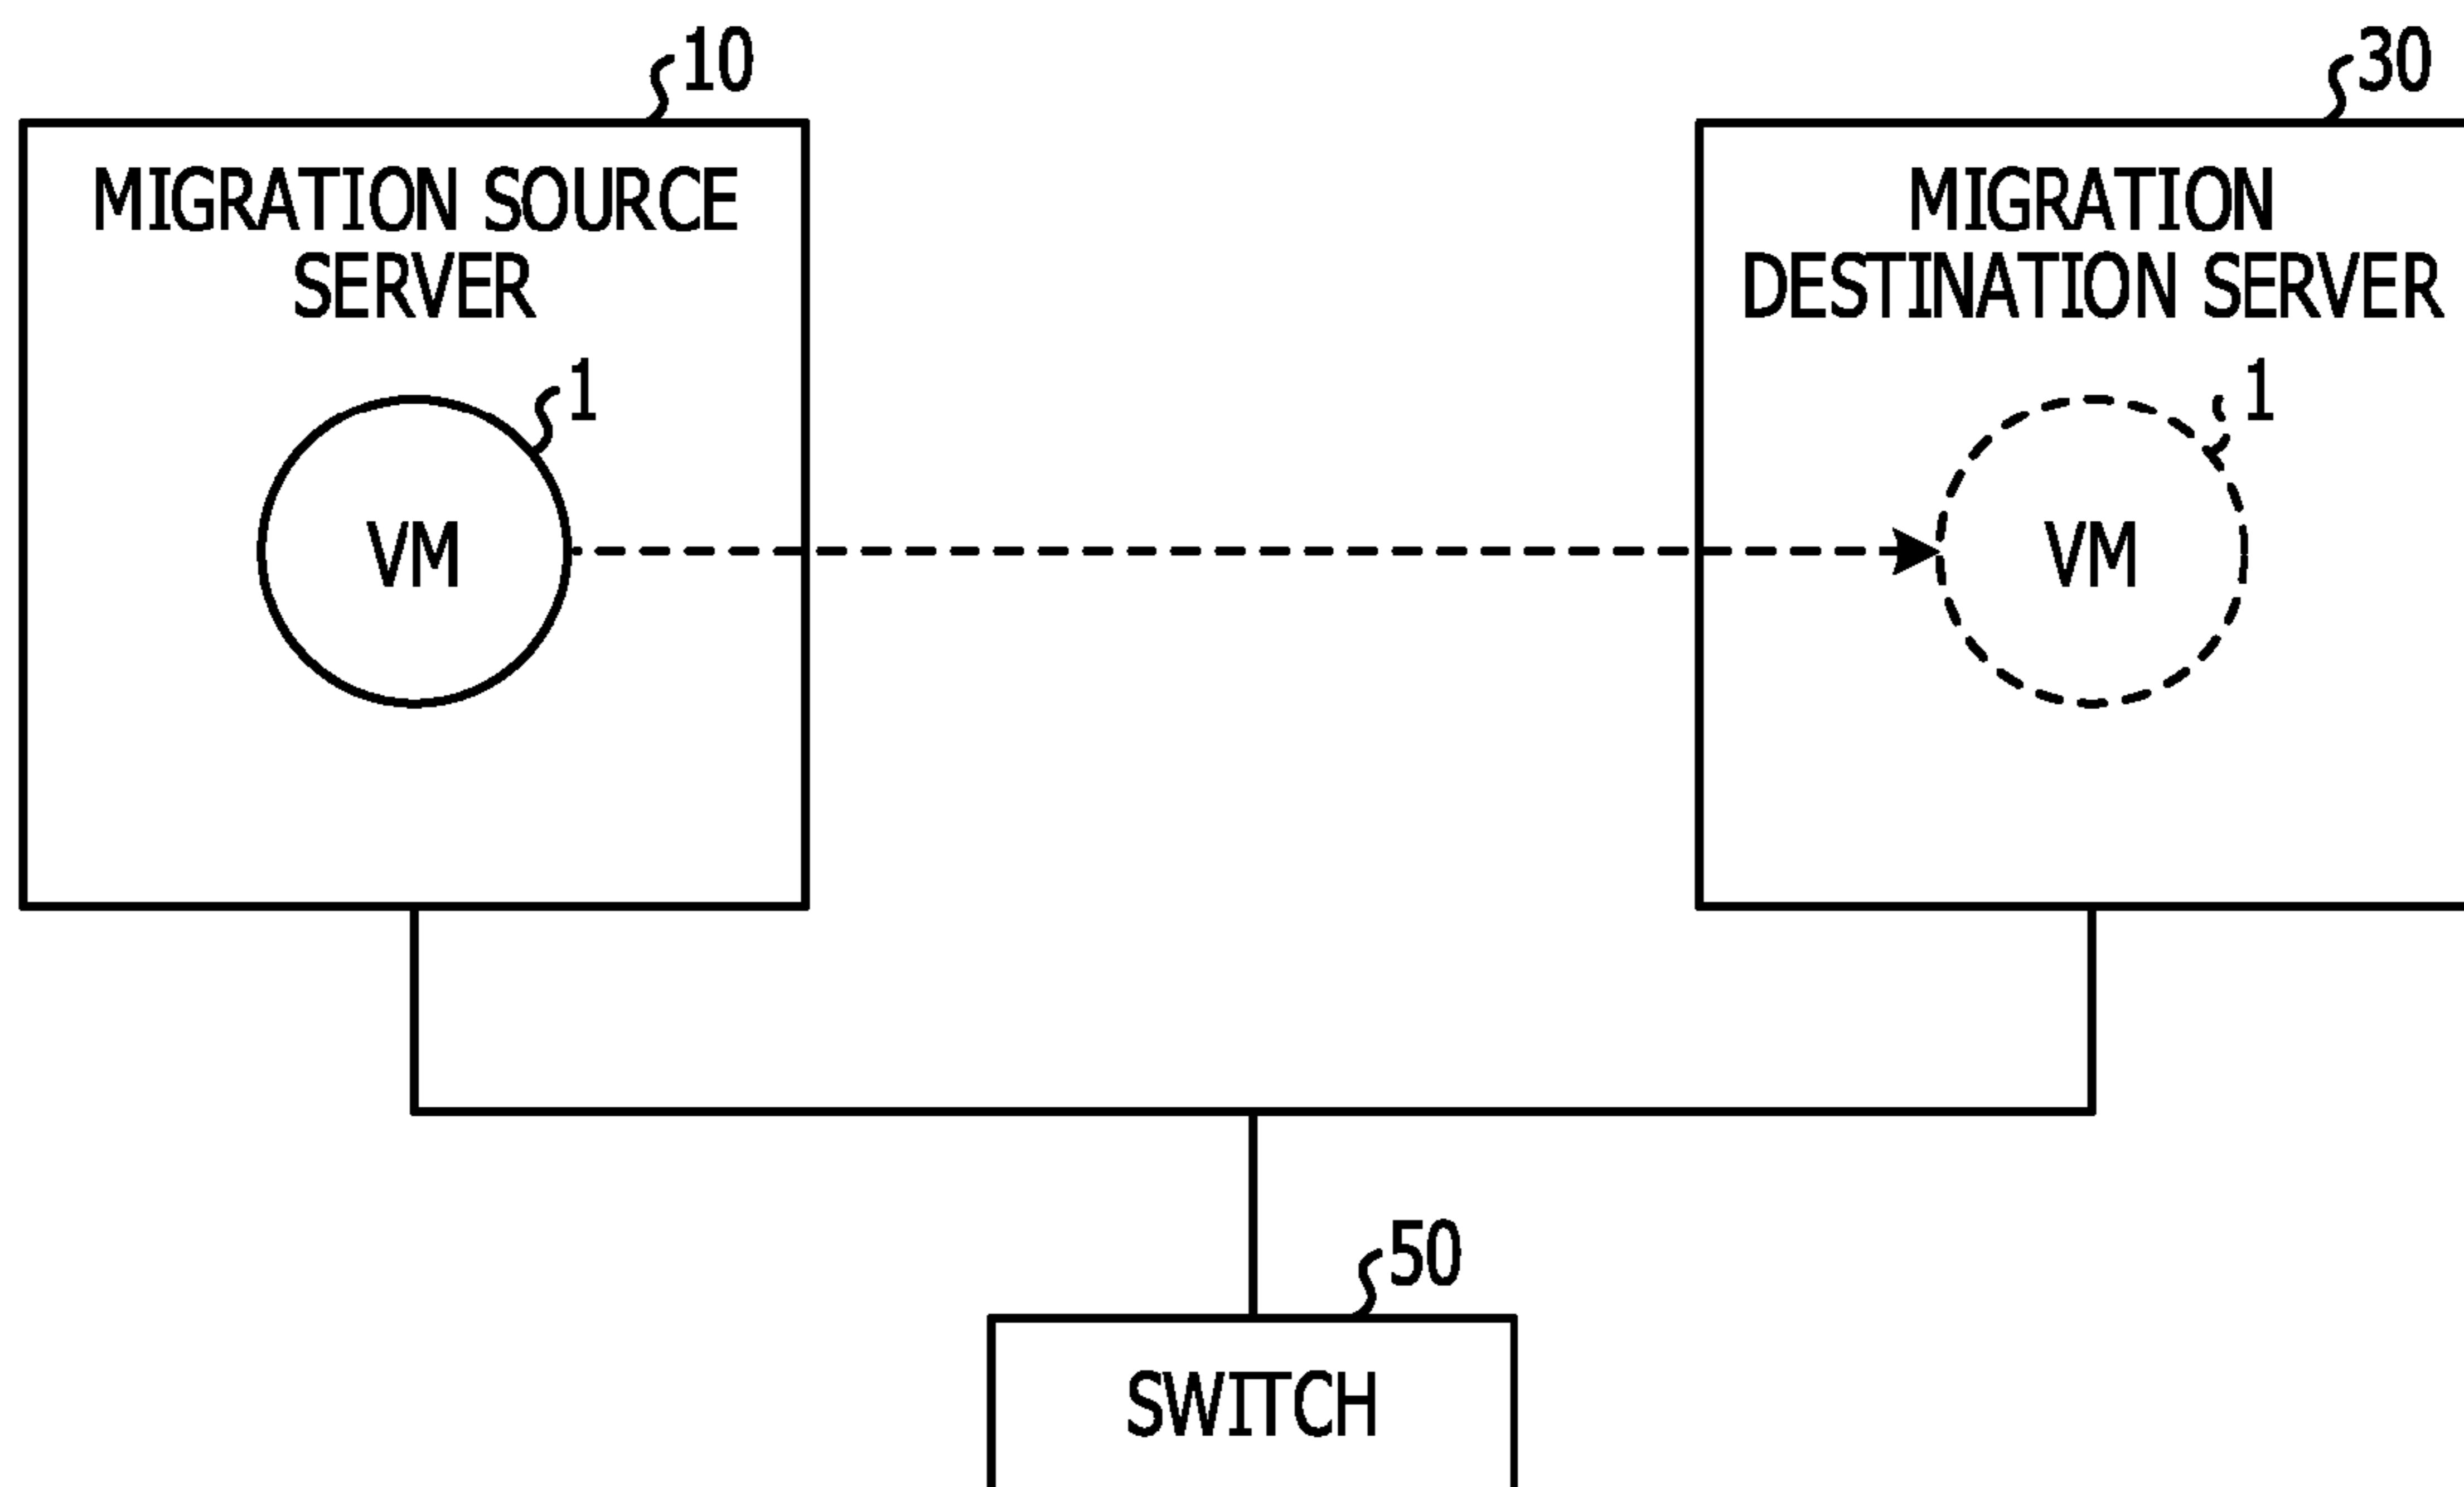 10
MIGRATION SOURCE
SERVER
1
VM
30
MIGRATION
DESTINATION SERVER
1
VM
50
SWITCH